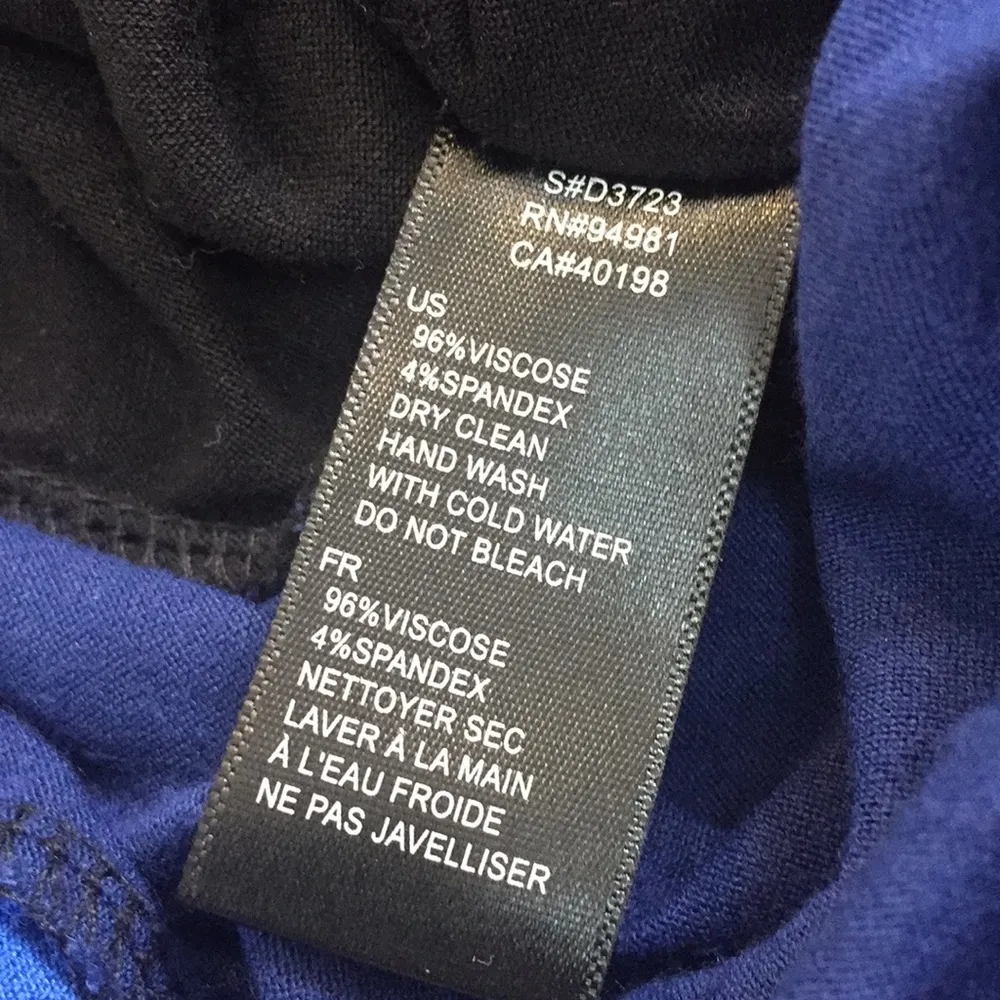 S#D3723
RN#94981
CA#40198
US
96%VISCOSE
4%SPANDEX
DRY CLEAN
HAND WASH
WITH COLD WATER
DO NOT BLEACH
FR
96%VISCOSE
4%SPANDEX
NETTOYER SEC
LAVER À LA MAIN
À L'EAU FROIDE
NE PAS JAVELLISER